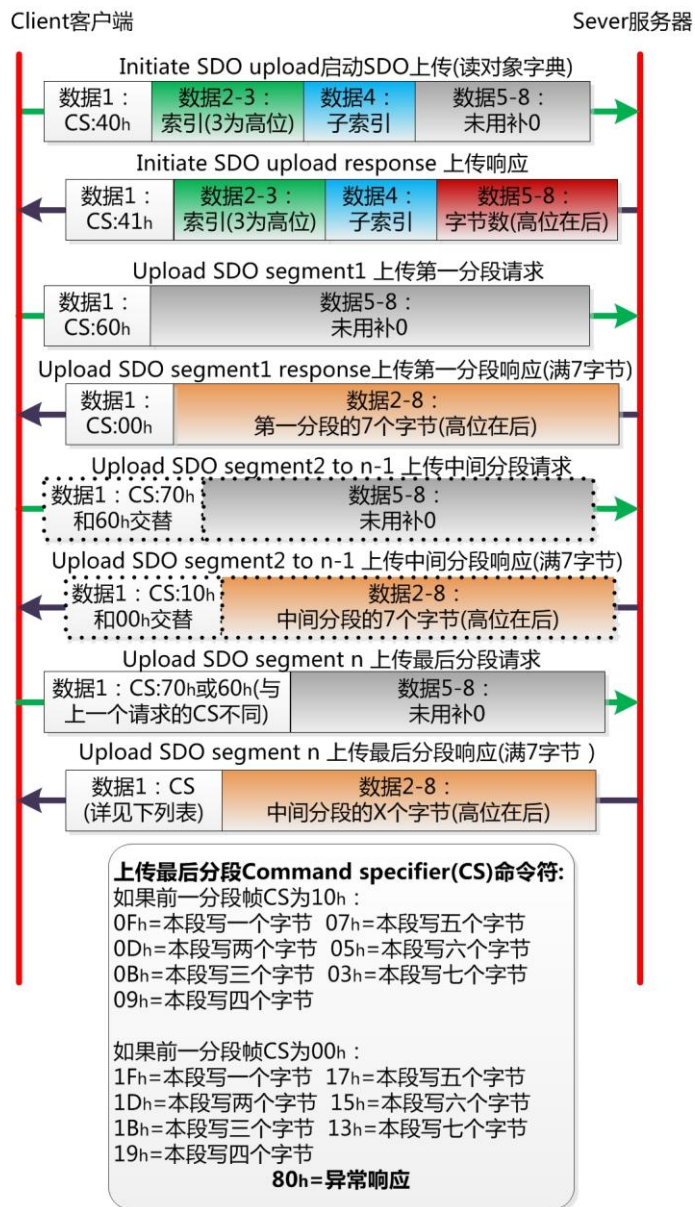 Client客户端
Sever服务器
Initiate SDO upload启动SDO上传(读对象字典)
数据1：
CS:40h
数据2-3：
索引(3为高位)
数据4：
子索引
数据5-8：
未用补0
Initiate SDO upload response 上传响应
数据1：
CS:41h
数据2-3：
索引(3为高位)
数据4：
子索引
数据5-8：
字节数(高位在后)
Upload SDO segment1 上传第一分段请求
数据1：
CS:60h
数据5-8：
未用补0
Upload SDO segment1 response上传第一分段响应(满7字节)
数据1：
CS:00h
数据2-8：
第一分段的7个字节(高位在后)
Upload SDO segment2 to n-1 上传中间分段请求
数据1：CS:70h
和60h交替
数据5-8：
未用补0
Upload SDO segment2 to n-1 上传中间分段响应(满7字节)
数据1：CS:10h
和00h交替
数据2-8：
中间分段的7个字节(高位在后)
Upload SDO segment n 上传最后分段请求
数据1：CS:70h或60h(与
上一个请求的CS不同)
数据5-8：
未用补0
Upload SDO segment n 上传最后分段响应(满7字节 )
数据1：CS
(详见下列表)
数据2-8：
中间分段的X个字节(高位在后)
上传最后分段Command specifier(CS)命令符:
如果前一分段帧CS为10h：
0Fh=本段写一个字节 07h=本段写五个字节
0Dh=本段写两个字节 05h=本段写六个字节
0Bh=本段写三个字节 03h=本段写七个字节
09h=本段写四个字节
如果前一分段帧CS为00h：
1Fh=本段写一个字节 17h=本段写五个字节
1Dh=本段写两个字节 15h=本段写六个字节
1Bh=本段写三个字节 13h=本段写七个字节
19h=本段写四个字节
80h=异常响应